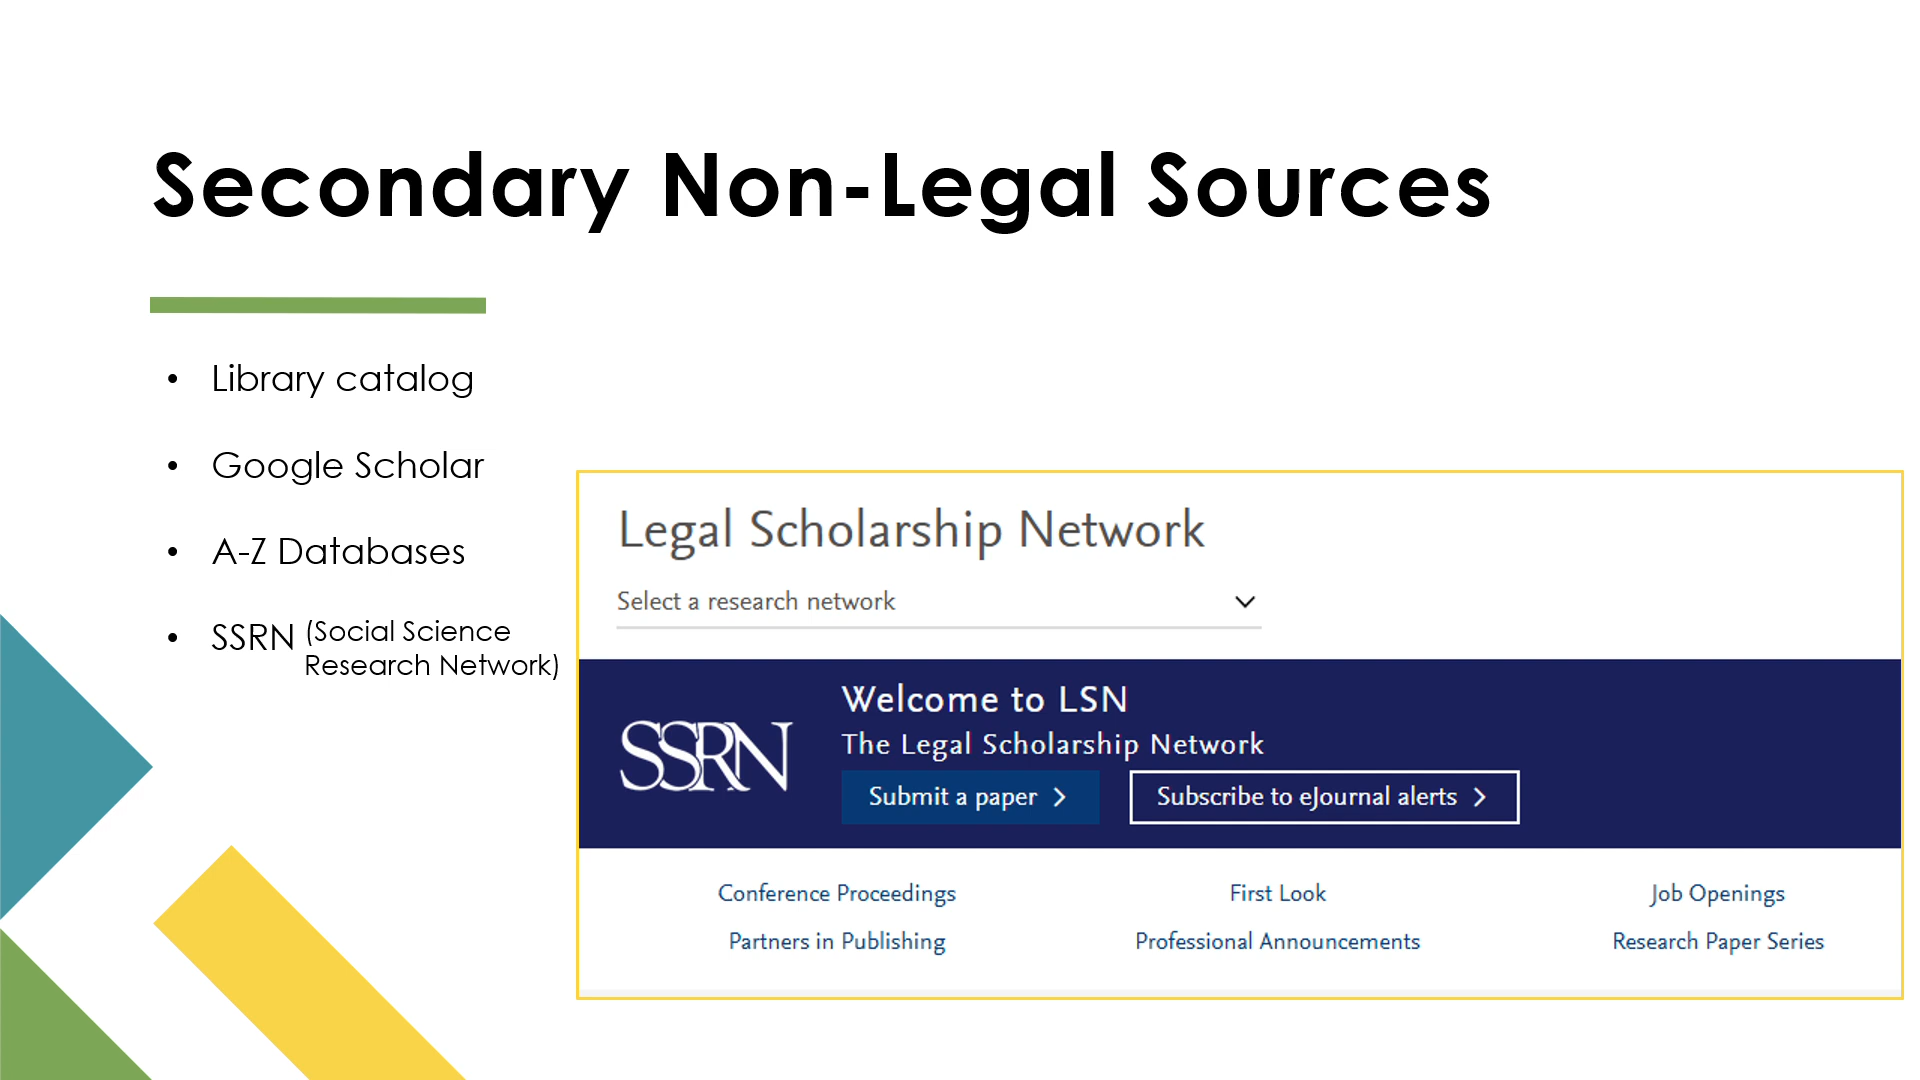 Secondary Non-Legal Sources
• Library catalog
• Google Scholar
• A-Z Databases
• SSRN (Social Science
Research Network)
Legal Scholarship Network
Select a research network
SSRN
Welcome to LSN
The Legal Scholarship Network
Submit a paper
Subscribe to eJournal alerts
Conference Proceedings
First Look
Job Openings
Partners in Publishing
Professional Announcements
Research Paper Series